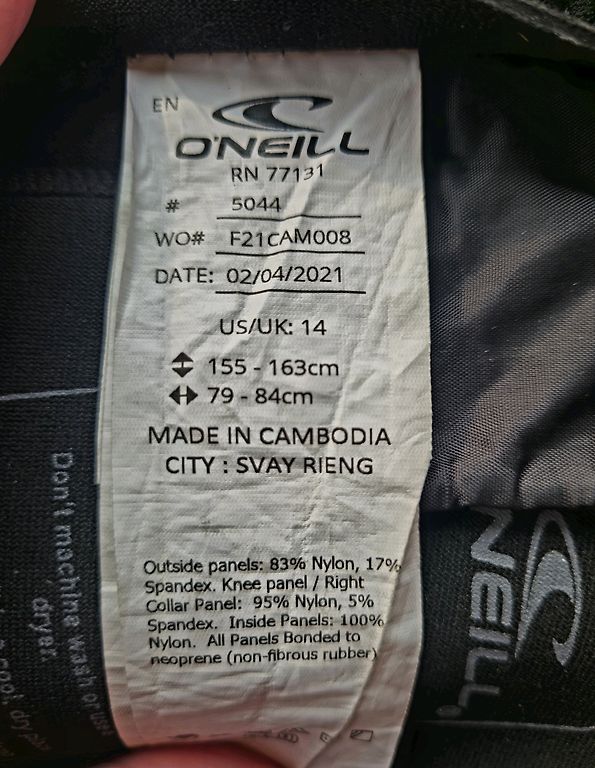 EN
O'NEILL
RN 77131
# 5044
WO# F21CAM008
DATE: 02/04/2021
US/UK: 14
155 - 163cm
79 - 84cm
MADE IN CAMBODIA
CITY : SVAY RIENG
Outside panels: 83% Nylon, 17%
Spandex. Knee panel / Right
Collar Panel: 95% Nylon, 5%
Spandex. Inside Panels: 100%
Nylon. All Panels Bonded to
neoprene (non-fibrous rubber)
Don't machine wash or
dryer.
NEILL